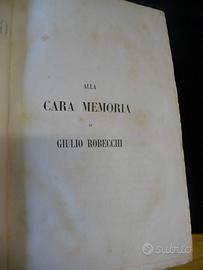 ALLA
CARA MEMORIA
DI
GIULIO ROBECCHI
subito